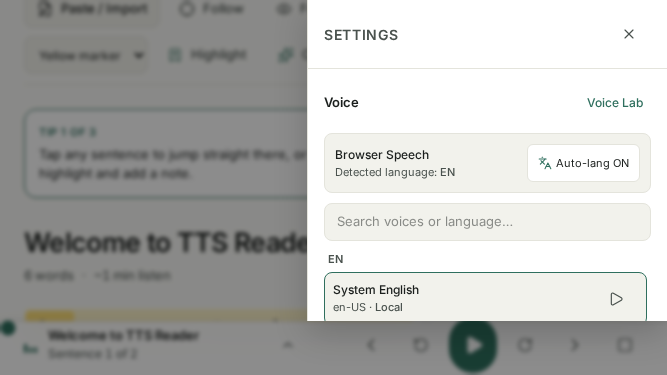 Paste / Import
Follow
F
SETTINGS
Yellow marker
Highlight
Voice
Voice Lab
TIP 1 OF 3
Tap any sentence to jump straight there, or
highlight and add a note.
Browser Speech
Detected language: EN
Auto-lang ON
Search voices or language...
Welcome to TTS Reade
6 words · ~1 min listen
EN
System English
en-US · Local
Welcome to TTS Reader
Sentence 1 of 2